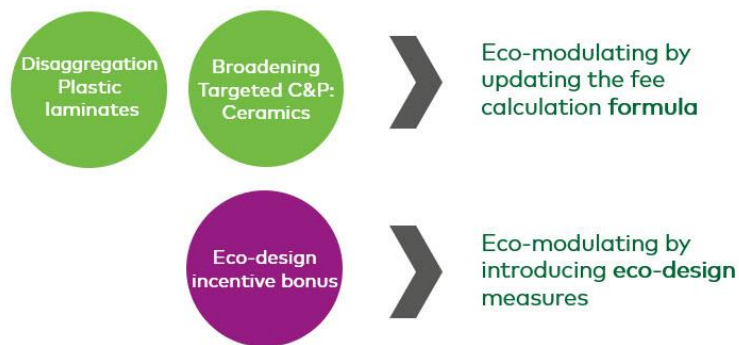 Disaggregation
Plastic
laminates
Broadening
Targeted C&P:
Ceramics
Eco-modulating by
updating the fee
calculation formula
Eco-design
incentive bonus
Eco-modulating by
introducing eco-design
measures